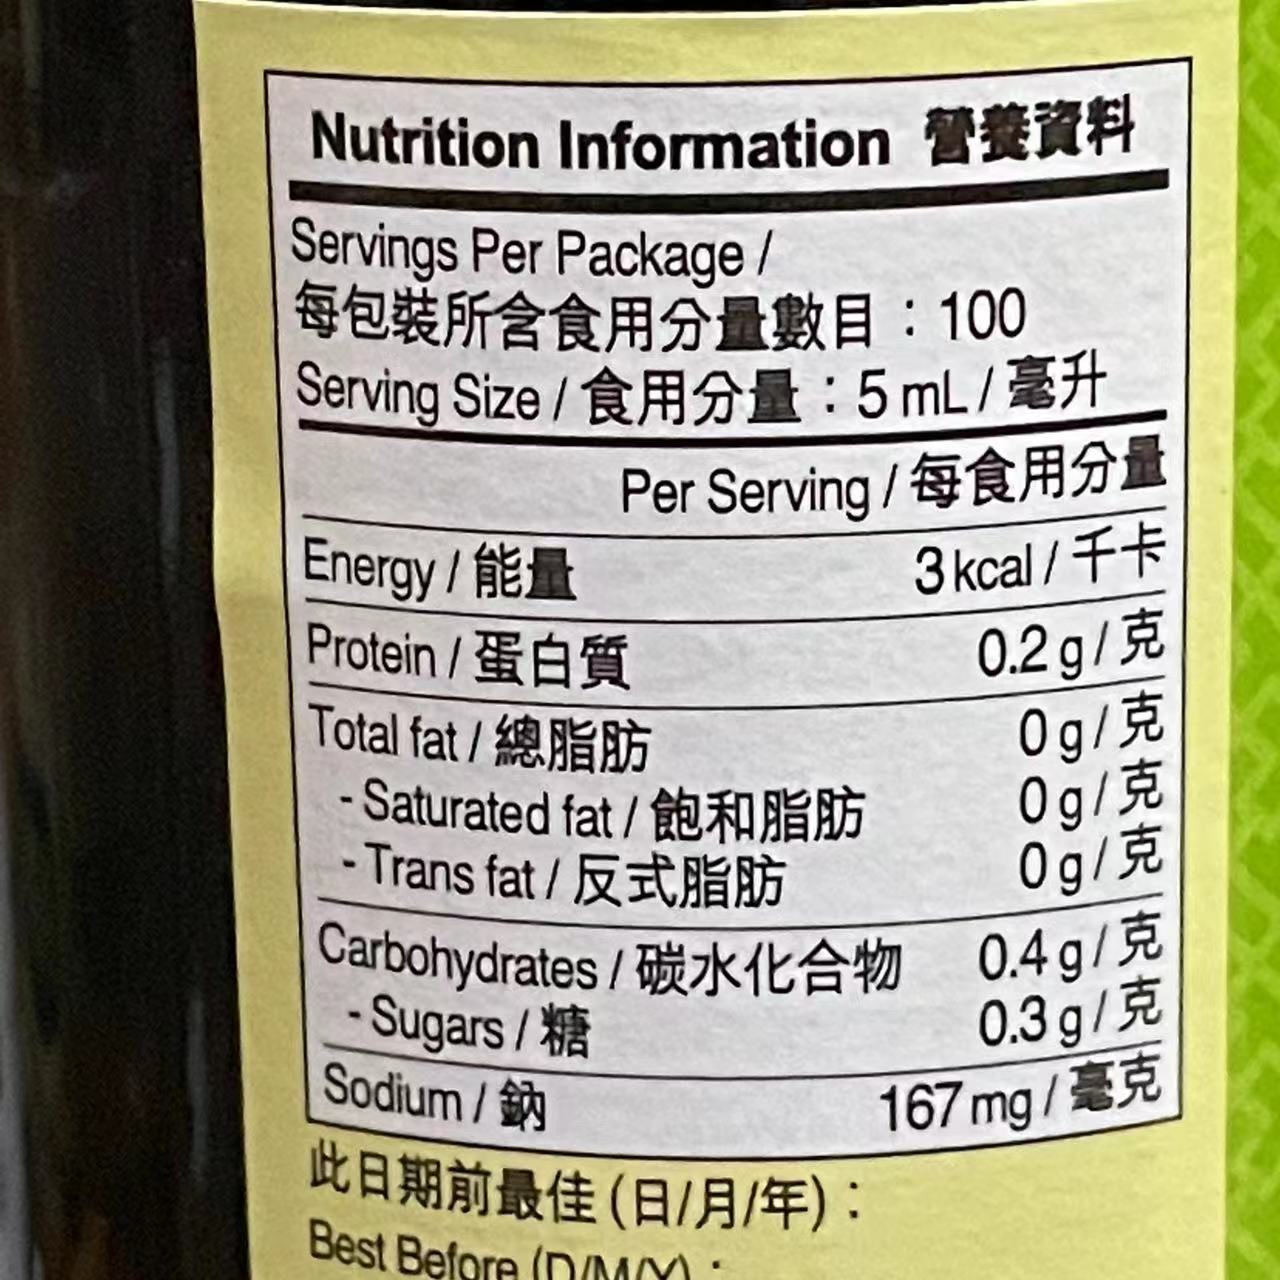 Nutrition Information 營養資料
Servings Per Package /
每包裝所含食用分量數目：100
Serving Size / 食用分量：5 mL / 毫升
Per Serving / 每食用分量
Energy / 能量 3 kcal / 千卡
Protein / 蛋白質 0.2 g / 克
Total fat / 總脂肪 0 g / 克
- Saturated fat / 飽和脂肪 0 g / 克
- Trans fat / 反式脂肪 0 g / 克
Carbohydrates / 碳水化合物 0.4 g / 克
- Sugars / 糖 0.3 g / 克
Sodium / 鈉 167 mg / 毫克
此日期前最佳 (日/月/年)：
Best Before (D/M/Y) :